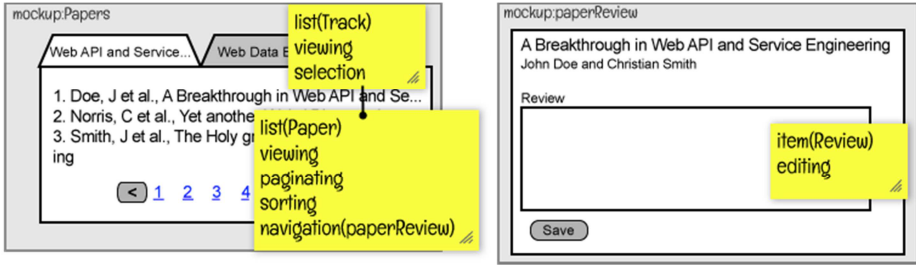 mockup:Papers
Web API and Service...
Web Data E
list(Track)
viewing
selection
1. Doe, J et al., A Breakthrough in Web API and Se...
2. Norris, C et al., Yet anothe
3. Smith, J et al., The Holy gr
ing
< 1 2 3 4
list(Paper)
viewing
paginating
sorting
navigation(paperReview)
mockup:paperReview
A Breakthrough in Web API and Service Engineering
John Doe and Christian Smith
Review
item(Review)
editing
Save